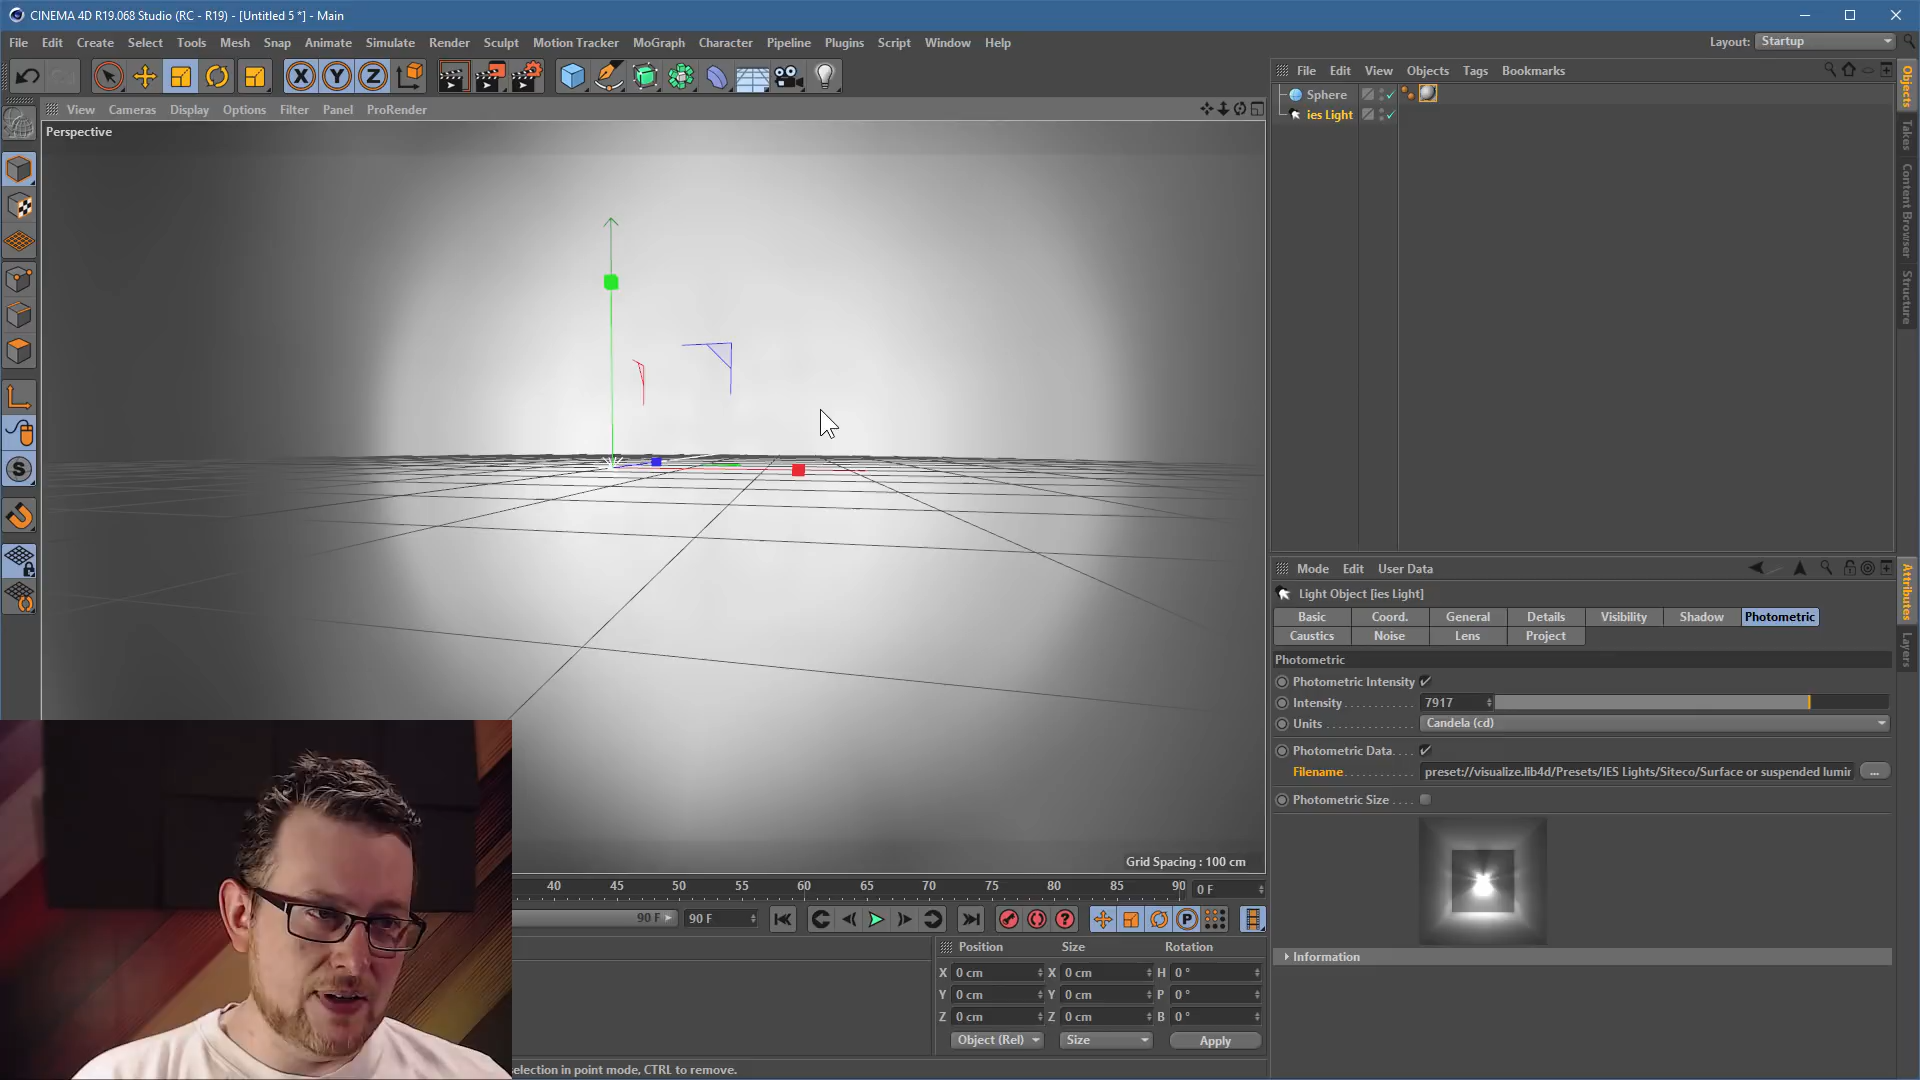 CINEMA 4D R19.068 Studio (RC - R19) - [Untitled 5 *] - Main
File Edit Create Select Tools Mesh Snap Animate Simulate Render Sculpt Motion Tracker MoGraph Character Pipeline Plugins Script Window Help
Layout: Startup
X Y Z
File Edit View Objects Tags Bookmarks
View Cameras Display Options Filter Panel ProRender
Perspective
Sphere
ies Light
Objects
Takes
Content Browser
Structure
Mode Edit User Data
Light Object [ies Light]
Basic Coord. General Details Visibility Shadow Photometric
Caustics Noise Lens Project
Photometric
Photometric Intensity
Intensity 7917
Units Candela (cd)
Photometric Data
Filename preset://visualize.lib4d/Presets/IES Lights/Siteco/Surface or suspended lumir ...
Photometric Size
Information
Attributes
Layers
Grid Spacing : 100 cm
40 45 50 55 60 65 70 75 80 85 90 0 F
90 F 90 F
Position Size Rotation
X 0 cm X 0 cm H 0 °
Y 0 cm Y 0 cm P 0 °
Z 0 cm Z 0 cm B 0 °
Object (Rel) Size Apply
election in point mode, CTRL to remove.